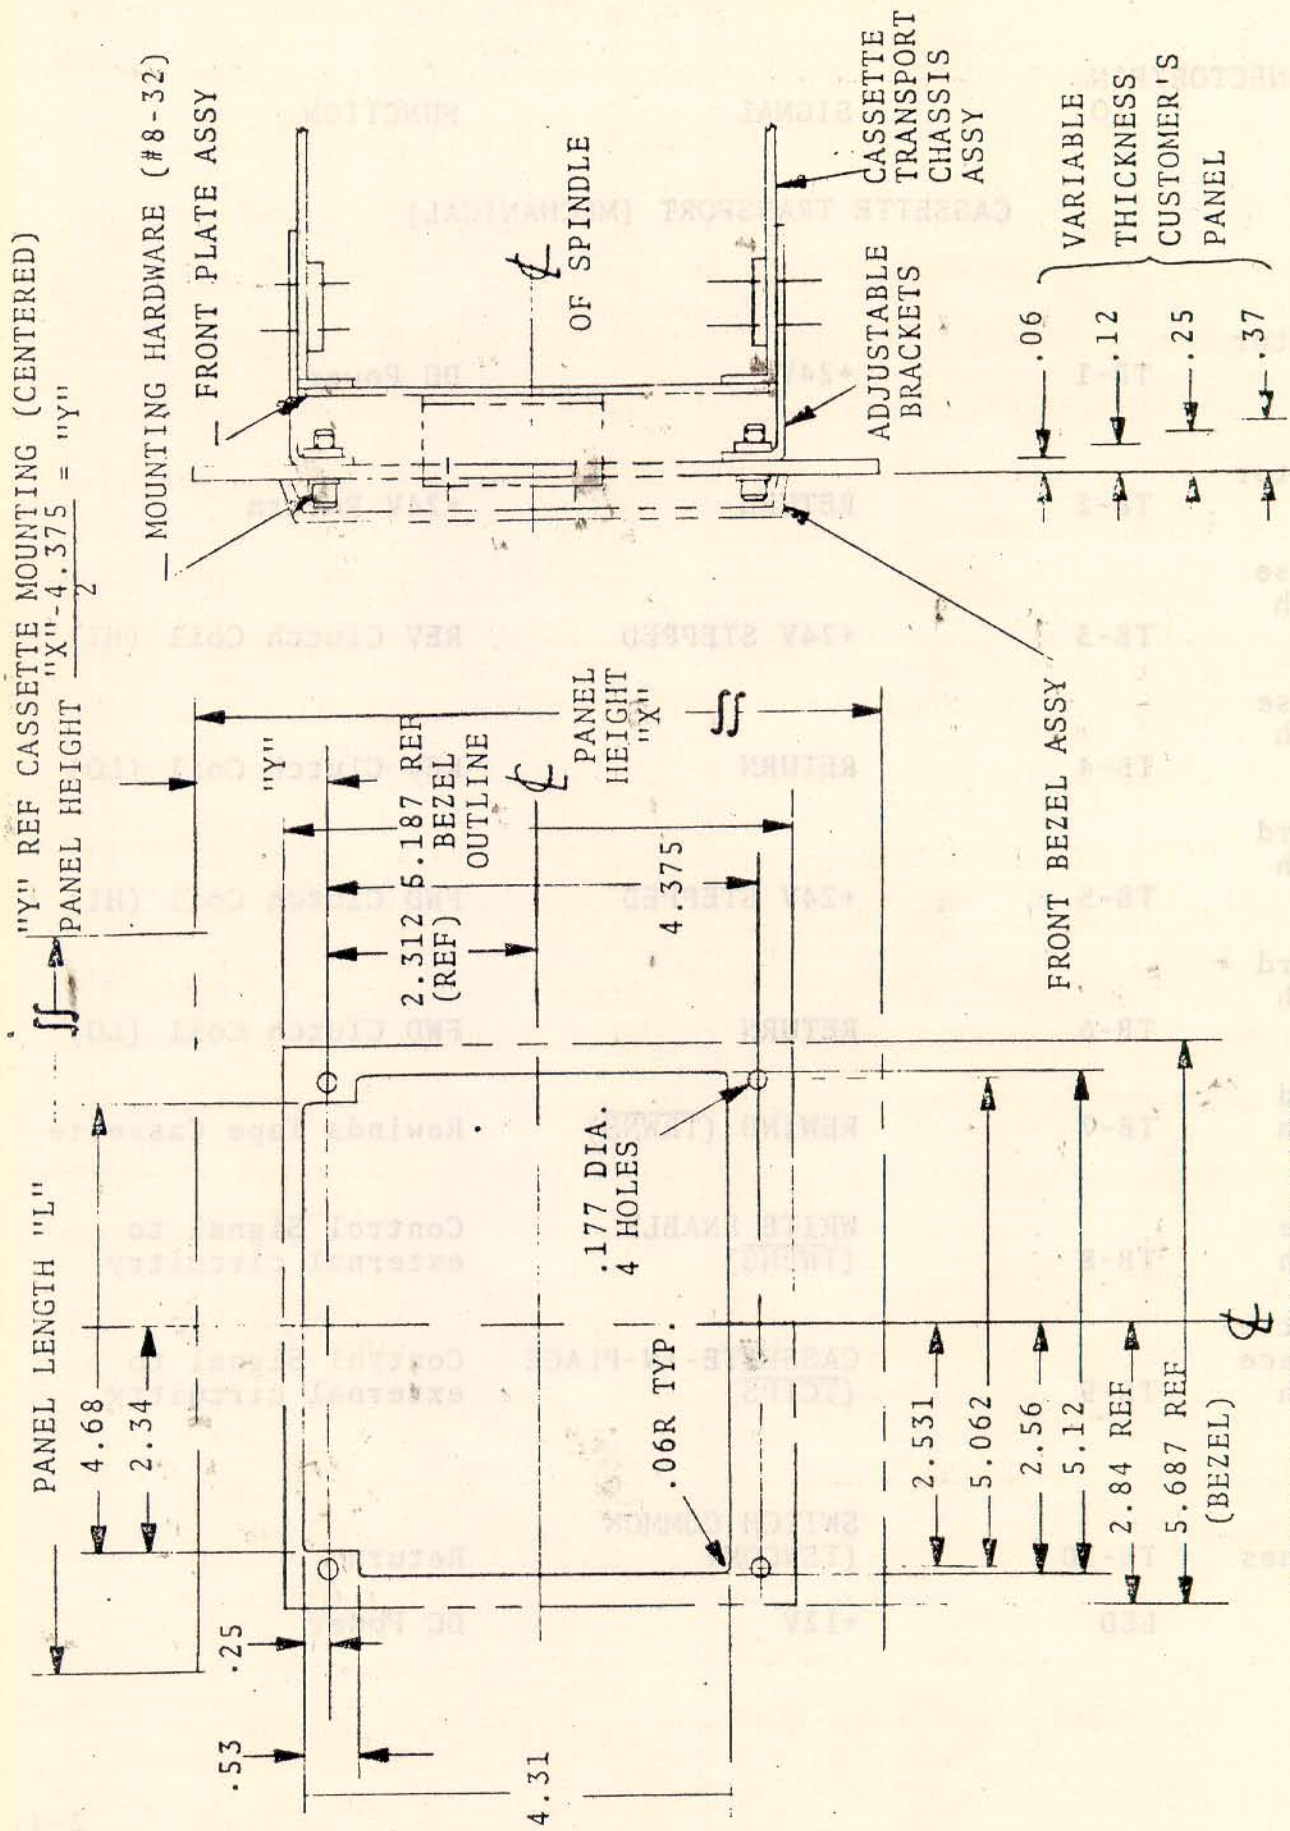 "Y" REF CASSETTE MOUNTING (CENTERED)
PANEL HEIGHT "X"-4.375 = "Y"
2
MOUNTING HARDWARE (#8-32)
FRONT PLATE ASSY
PANEL LENGTH "L"
4.68
2.34
.53
.25
4.31
"Y"
2.312
(REF)
5.187 REF
BEZEL
OUTLINE
PANEL
HEIGHT
"X"
4.375
.177 DIA.
4 HOLES
.06R TYP.
2.531
5.062
2.56
5.12
2.84 REF
5.687 REF
(BEZEL)
OF SPINDLE
ADJUSTABLE
BRACKETS
CASSETTE
TRANSPORT
CHASSIS
ASSY
FRONT BEZEL ASSY
.06
.12
.25
.37
VARIABLE
THICKNESS
CUSTOMER'S
PANEL
CASSETTE TRANSPORT (MECHANICAL)
SIGNAL
FUNCTION
TB-1
+24V
DC Power
TB-2
RETURN
TB-3
+24V STEPPED
REV Clutch Coil (HI)
TB-4
RETURN
Clutch Coil (LO)
TB-5
+24V STEPPED
FWD Clutch Coil (HI)
TB-6
RETURN
FWD Clutch Coil (LO)
REWIND
Rewinds Tape Cassette
TB-8
WRITE ENABLE
Control Signal to
external circuitry
CASSETTE-IN-PLACE
Control Signal to
external circuitry
SWITCH COMMON
Return
LED
+12V
DC Power